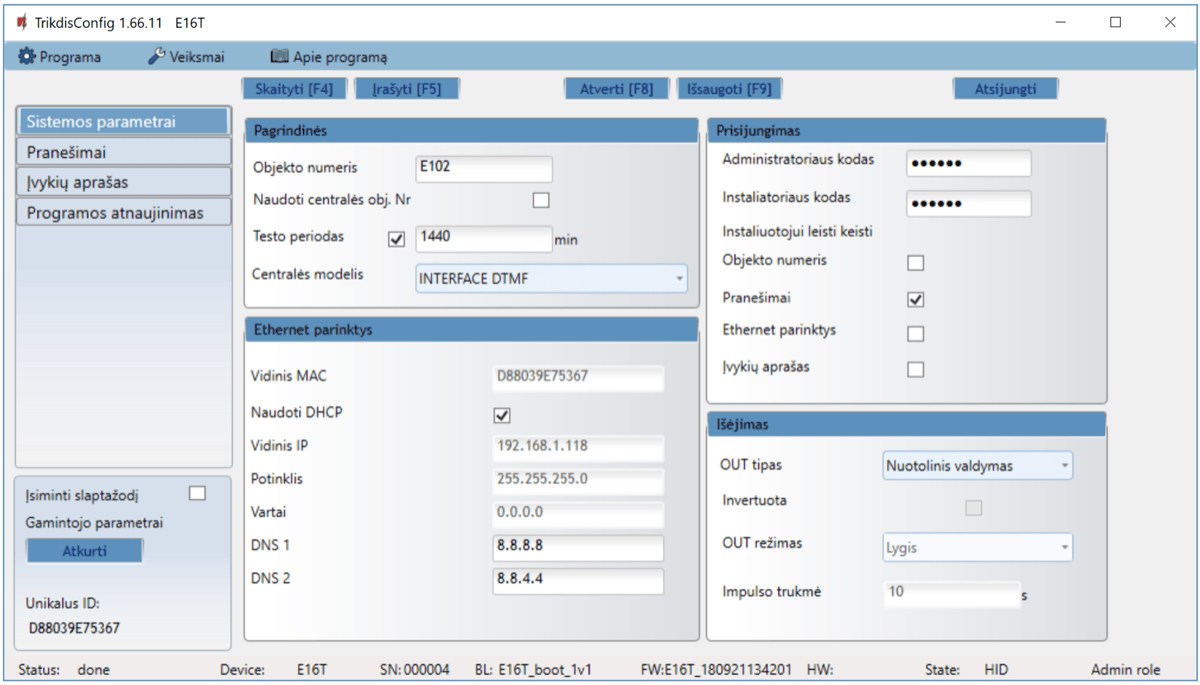 TrikdisConfig 1.66.11 E16T
Programa Veiksmai Apie programą
Skaityti [F4] Įrašyti [F5] Atverti [F8] Išsaugoti [F9] Atsijungti
Sistemos parametrai
Pranešimai
Įvykių aprašas
Programos atnaujinimas
Įsiminti slaptažodį
Gamintojo parametrai
Atkurti
Unikalus ID:
D88039E75367
Pagrindinės
Objekto numeris E102
Naudoti centralės obj. Nr
Testo periodas 1440 min
Centralės modelis INTERFACE DTMF
Ethernet parinktys
Vidinis MAC D88039E75367
Naudoti DHCP
Vidinis IP 192.168.1.118
Potinklis 255.255.255.0
Vartai 0.0.0.0
DNS 1 8.8.8.8
DNS 2 8.8.4.4
Prisijungimas
Administratoriaus kodas ●●●●●●
Instaliatoriaus kodas ●●●●●●
Instaliuotojui leisti keisti
Objekto numeris
Pranešimai
Ethernet parinktys
Įvykių aprašas
Išėjimas
OUT tipas Nuotolinis valdymas
Invertuota
OUT režimas Lygis
Impulso trukmė 10 s
Status: done Device: E16T SN: 000004 BL: E16T_boot_1v1 FW:E16T_180921134201 HW: State: HID Admin role